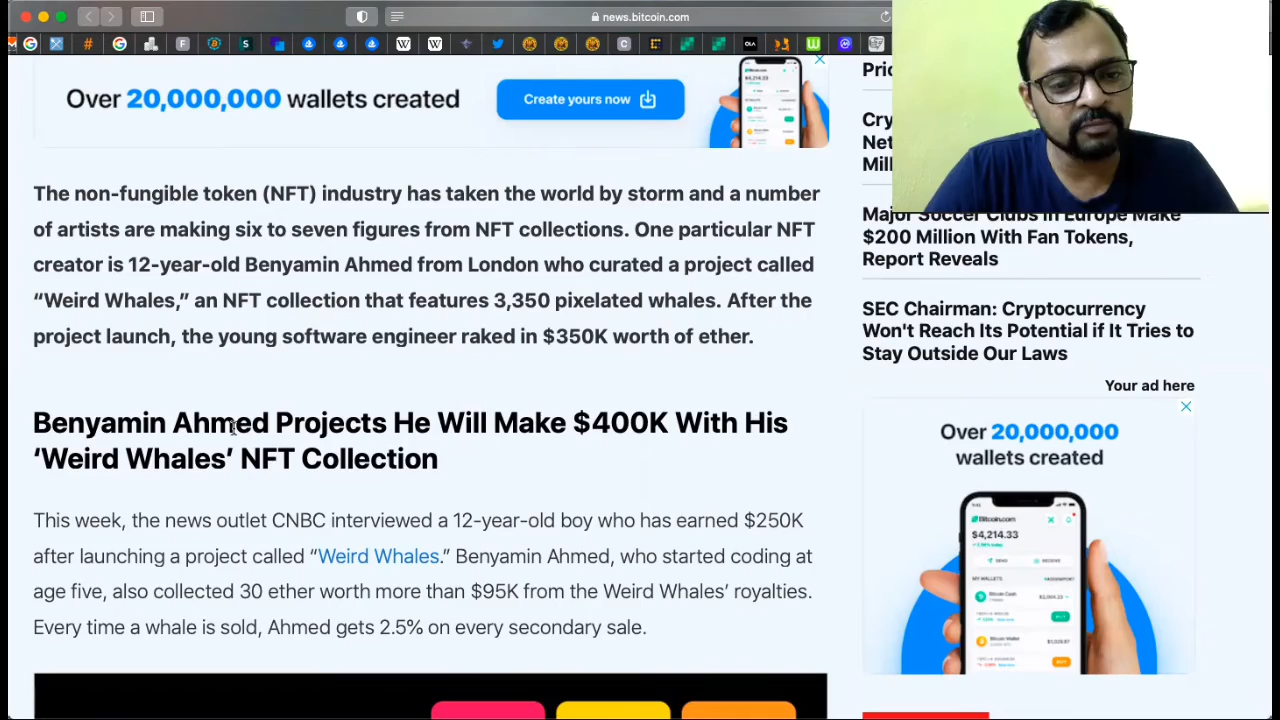 news.bitcoin.com
Over 20,000,000 wallets created
Create yours now
The non-fungible token (NFT) industry has taken the world by storm and a number
of artists are making six to seven figures from NFT collections. One particular NFT
creator is 12-year-old Benyamin Ahmed from London who curated a project called
“Weird Whales,” an NFT collection that features 3,350 pixelated whales. After the
project launch, the young software engineer raked in $350K worth of ether.
Benyamin Ahmed Projects He Will Make $400K With His
‘Weird Whales’ NFT Collection
This week, the news outlet CNBC interviewed a 12-year-old boy who has earned $250K
after launching a project called “Weird Whales.” Benyamin Ahmed, who started coding at
age five, also collected 30 ether worth more than $95K from the Weird Whales’ royalties.
Every time a whale is sold, Ahmed gets 2.5% on every secondary sale.
Major Soccer Clubs in Europe Make
$200 Million With Fan Tokens,
Report Reveals
SEC Chairman: Cryptocurrency
Won't Reach Its Potential if It Tries to
Stay Outside Our Laws
Your ad here
Over 20,000,000
wallets created
Bitcoin.com
$4,214.33
MY WALLETS
Bitcoin Cash
Bitcoin Wallet